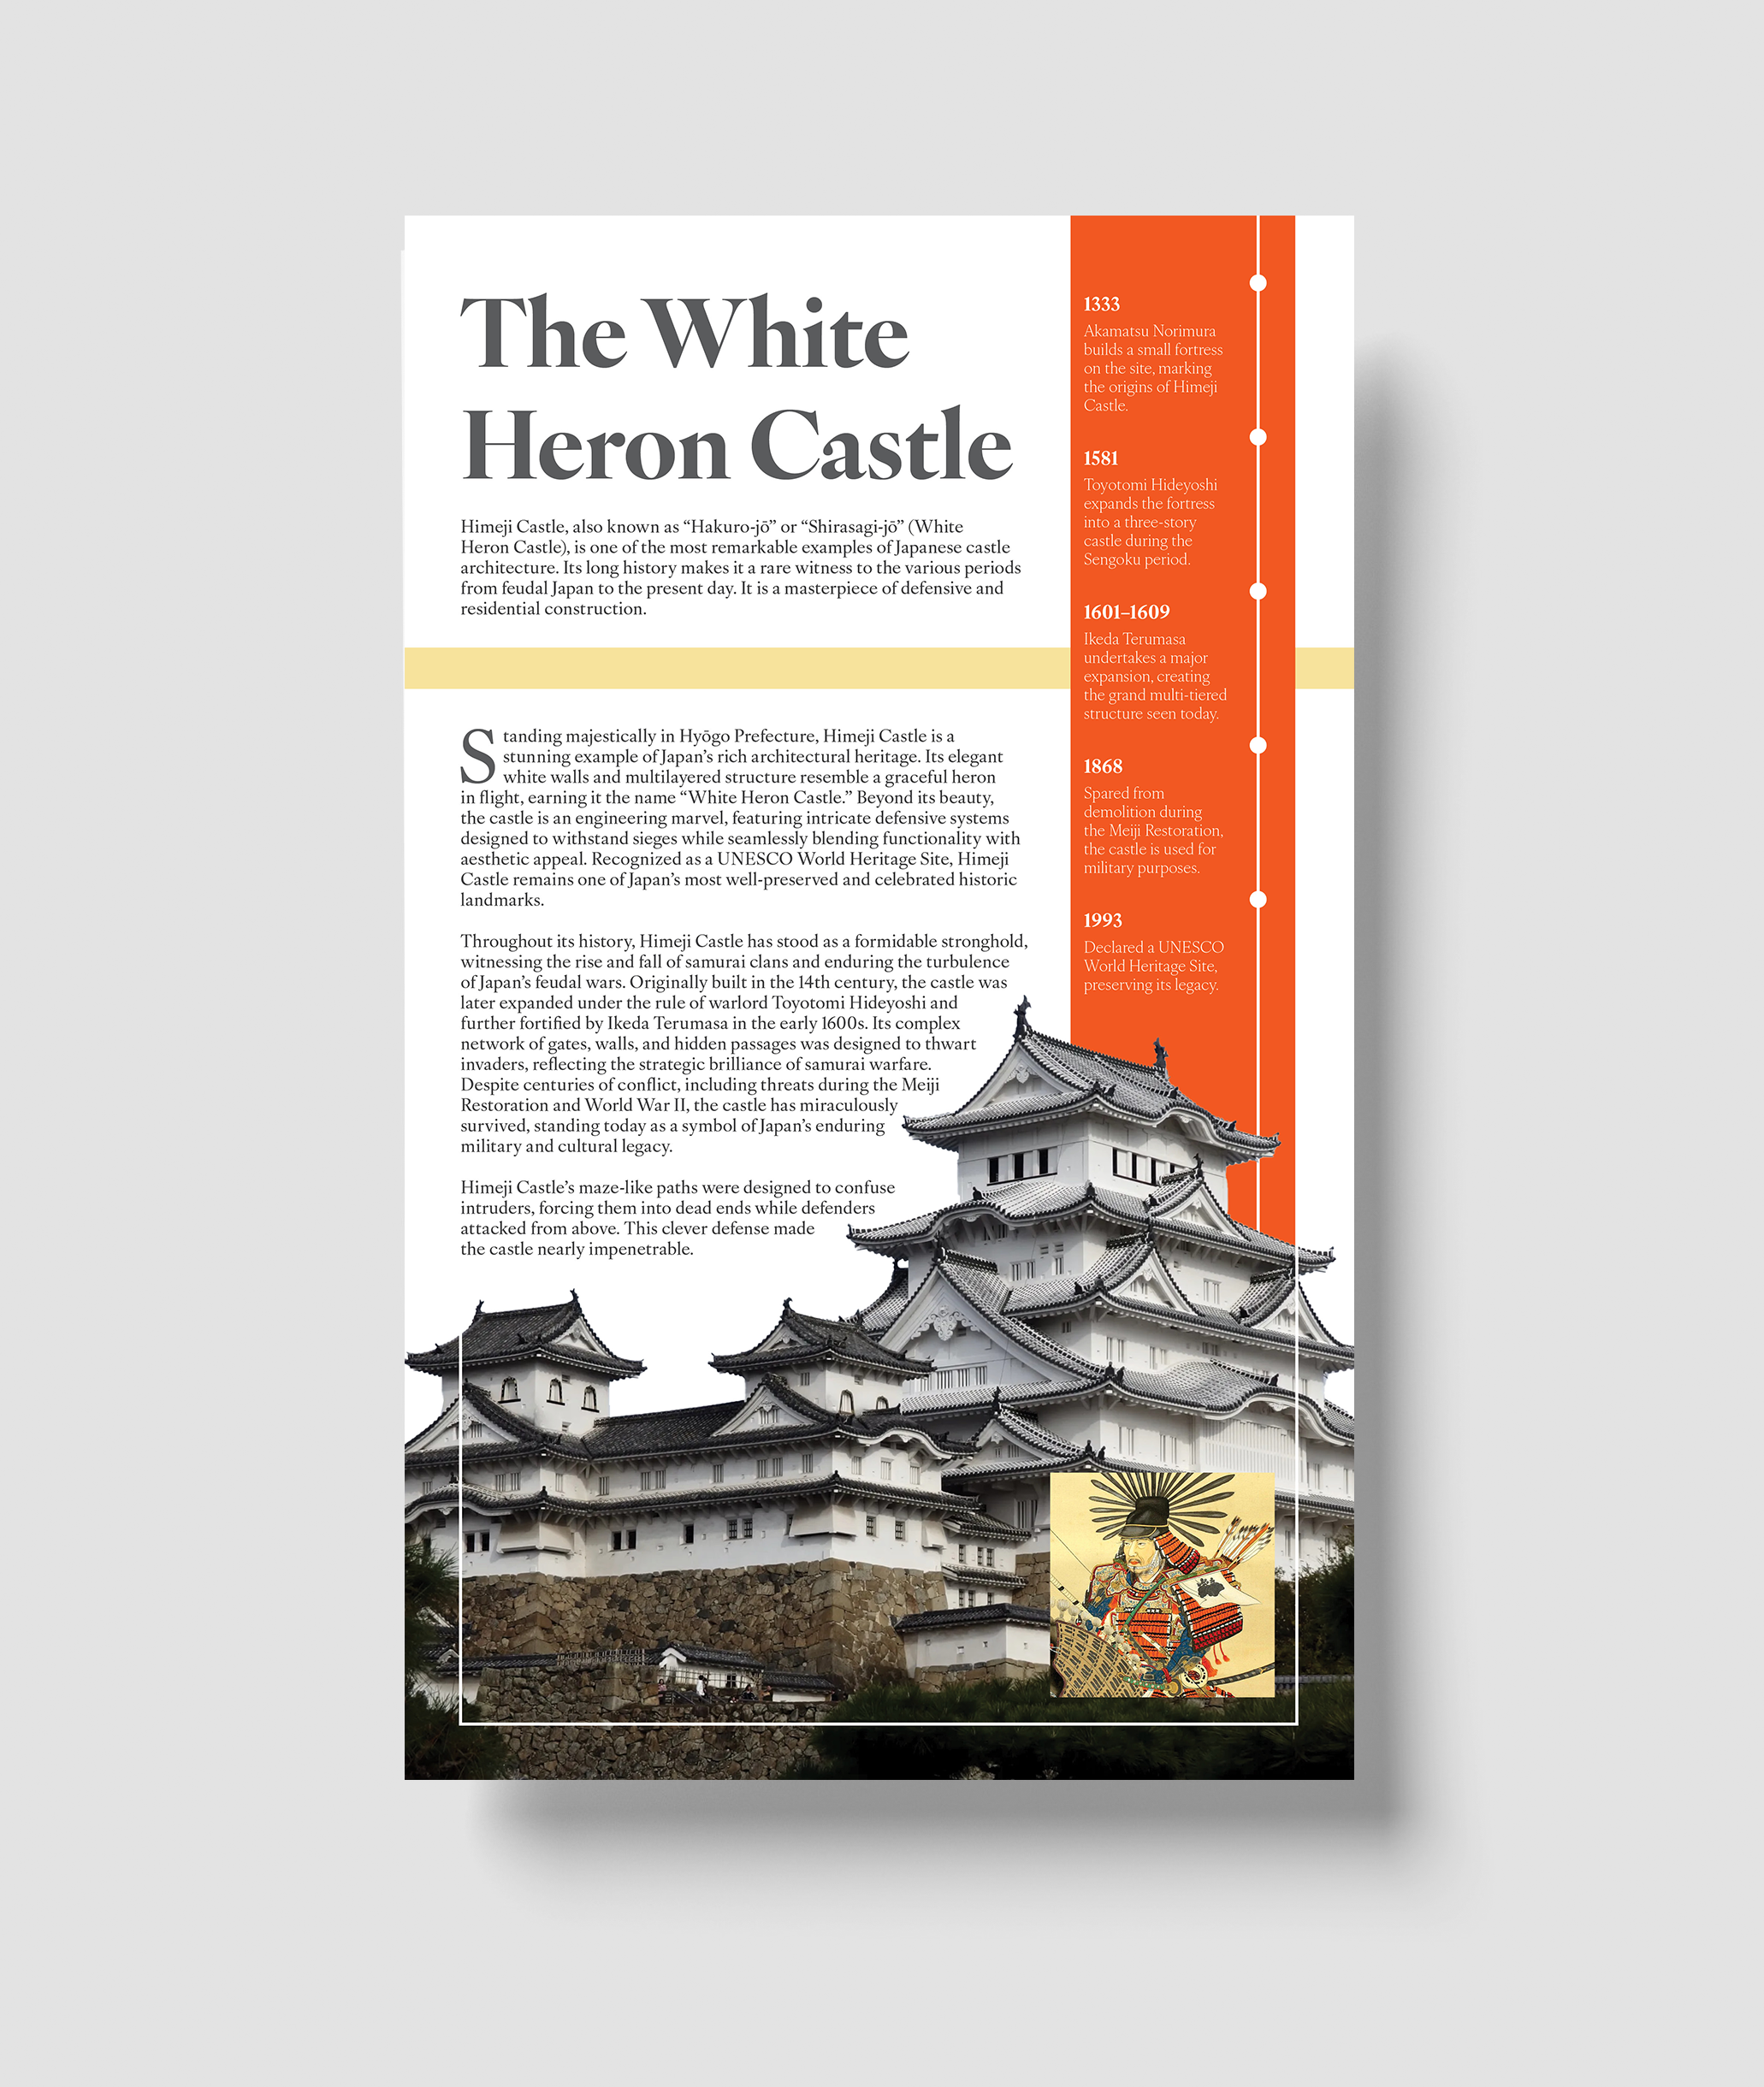 The White
Heron Castle
Himeji Castle, also known as “Hakuro-jō” or “Shirasagi-jō” (White
Heron Castle), is one of the most remarkable examples of Japanese castle
architecture. Its long history makes it a rare witness to the various periods
from feudal Japan to the present day. It is a masterpiece of defensive and
residential construction.
Standing majestically in Hyōgo Prefecture, Himeji Castle is a
stunning example of Japan’s rich architectural heritage. Its elegant
white walls and multilayered structure resemble a graceful heron
in flight, earning it the name “White Heron Castle.” Beyond its beauty,
the castle is an engineering marvel, featuring intricate defensive systems
designed to withstand sieges while seamlessly blending functionality with
aesthetic appeal. Recognized as a UNESCO World Heritage Site, Himeji
Castle remains one of Japan’s most well-preserved and celebrated historic
landmarks.
Throughout its history, Himeji Castle has stood as a formidable stronghold,
witnessing the rise and fall of samurai clans and enduring the turbulence
of Japan’s feudal wars. Originally built in the 14th century, the castle was
later expanded under the rule of warlord Toyotomi Hideyoshi and
further fortified by Ikeda Terumasa in the early 1600s. Its complex
network of gates, walls, and hidden passages was designed to thwart
invaders, reflecting the strategic brilliance of samurai warfare.
Despite centuries of conflict, including threats during the Meiji
Restoration and World War II, the castle has miraculously
survived, standing today as a symbol of Japan’s enduring
military and cultural legacy.
Himeji Castle’s maze-like paths were designed to confuse
intruders, forcing them into dead ends while defenders
attacked from above. This clever defense made
the castle nearly impenetrable.
1333
Akamatsu Norimura
builds a small fortress
on the site, marking
the origins of Himeji
Castle.
1581
Toyotomi Hideyoshi
expands the fortress
into a three-story
castle during the
Sengoku period.
1601–1609
Ikeda Terumasa
undertakes a major
expansion, creating
the grand multi-tiered
structure seen today.
1868
Spared from
demolition during
the Meiji Restoration,
the castle is used for
military purposes.
1993
Declared a UNESCO
World Heritage Site,
preserving its legacy.